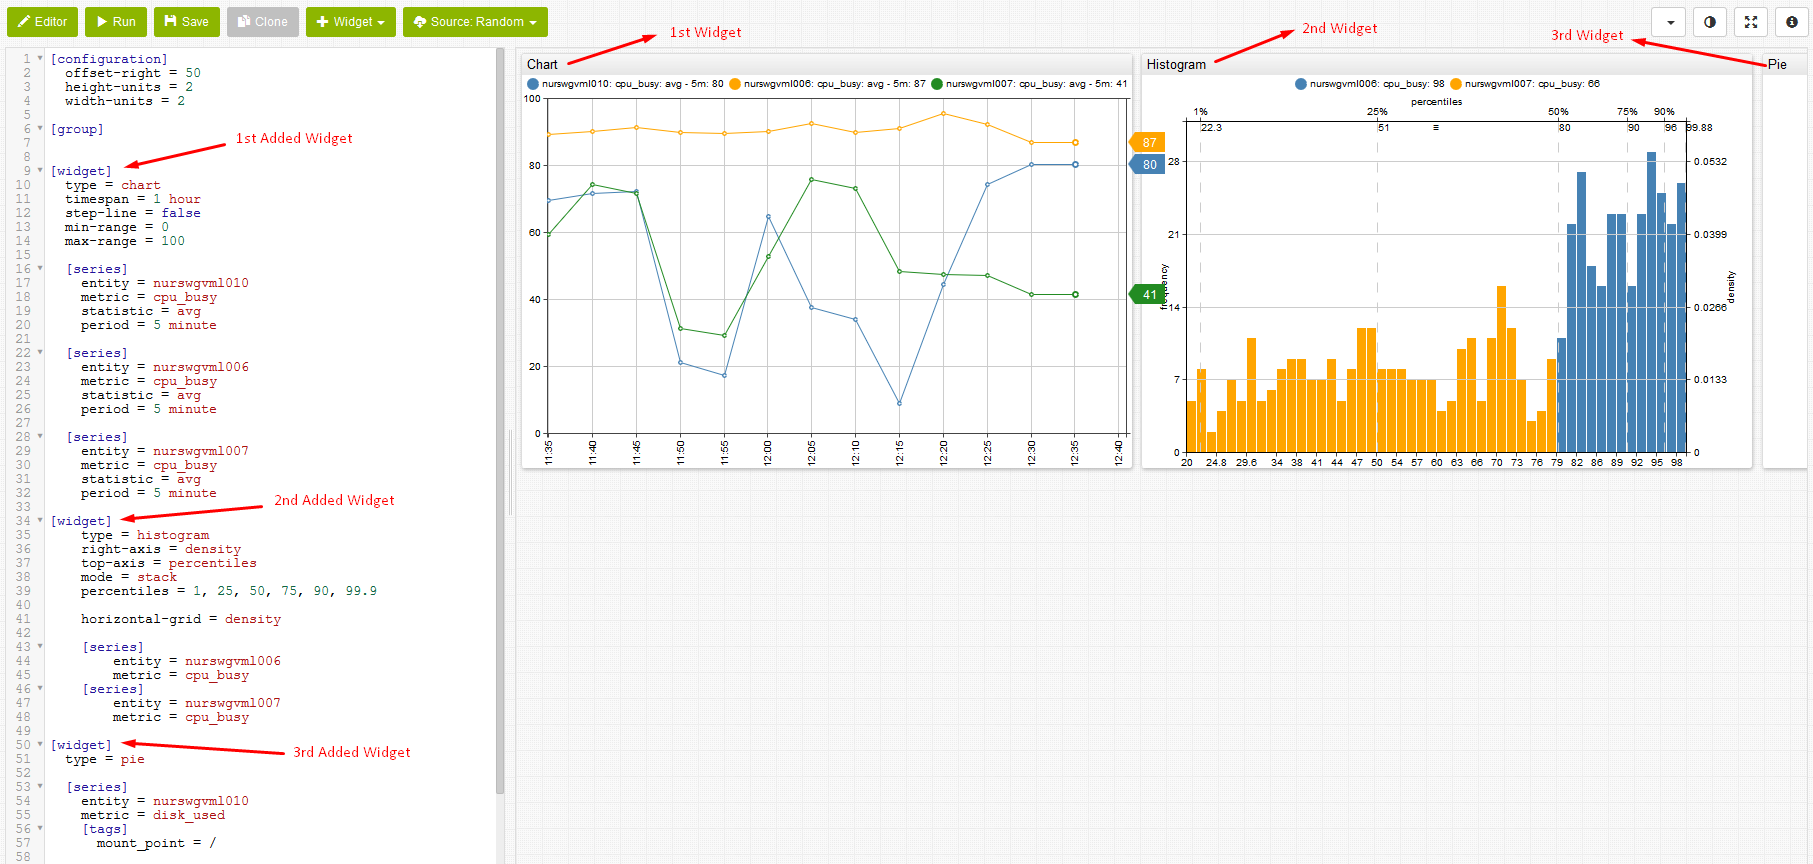 Editor Run Save Clone Widget Source: Random
1st Widget
2nd Widget
3rd Widget
1 [configuration]
2 offset-right = 50
3 height-units = 2
4 width-units = 2
5
6 [group]
7
8
1st Added Widget
9 [widget]
10 type = chart
11 timespan = 1 hour
12 step-line = false
13 min-range = 0
14 max-range = 100
15
16 [series]
17 entity = nurswgvml010
18 metric = cpu_busy
19 statistic = avg
20 period = 5 minute
21
22 [series]
23 entity = nurswgvml006
24 metric = cpu_busy
25 statistic = avg
26 period = 5 minute
27
28 [series]
29 entity = nurswgvml007
30 metric = cpu_busy
31 statistic = avg
32 period = 5 minute
33
2nd Added Widget
34 [widget]
35 type = histogram
36 right-axis = density
37 top-axis = percentiles
38 mode = stack
39 percentiles = 1, 25, 50, 75, 90, 99.9
40
41 horizontal-grid = density
42
43 [series]
44 entity = nurswgvml006
45 metric = cpu_busy
46 [series]
47 entity = nurswgvml007
48 metric = cpu_busy
49
3rd Added Widget
50 [widget]
51 type = pie
52
53 [series]
54 entity = nurswgvml010
55 metric = disk_used
56 [tags]
57 mount_point = /
58
Chart
nurswgvml010: cpu_busy: avg - 5m: 80 nurswgvml006: cpu_busy: avg - 5m: 87 nurswgvml007: cpu_busy: avg - 5m: 41
100
80
60
40
20
0
87
80
41
11:35 11:40 11:45 11:50 11:55 12:00 12:05 12:10 12:15 12:20 12:25 12:30 12:35 12:40
Histogram
nurswgvml006: cpu_busy: 98 nurswgvml007: cpu_busy: 66
percentiles
1% 25% 50% 75% 90%
22.3 51 80 90 96 99.88
28
21
14
7
0
frequency
0.0532
0.0399
0.0266
0.0133
0
density
20 24.8 29.6 34 38 41 44 47 50 54 57 60 63 66 70 73 76 79 82 86 89 92 95 98
Pie